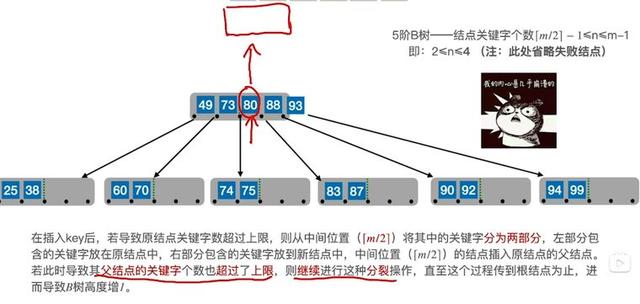 5阶B树——结点关键字个数⌈m/2⌉ − 1≤n≤m−1
即：2≤n≤4 （注：此处省略失败结点）
我的内心是几乎崩溃的
49 73 80 88 93
25 38 60 70 74 75 83 87 90 92 94 99
在插入key后，若导致原结点关键字数超过上限，则从中间位置（⌈m/2⌉）将其中的关键字分为两部分，左部分包
含的关键字放在原结点中，右部分包含的关键字放到新结点中，中间位置（⌈m/2⌉）的结点插入原结点的父结点。
若此时导致其父结点的关键字个数也超过了上限，则继续进行这种分裂操作，直至这个过程传到根结点为止，进
而导致B树高度增1。